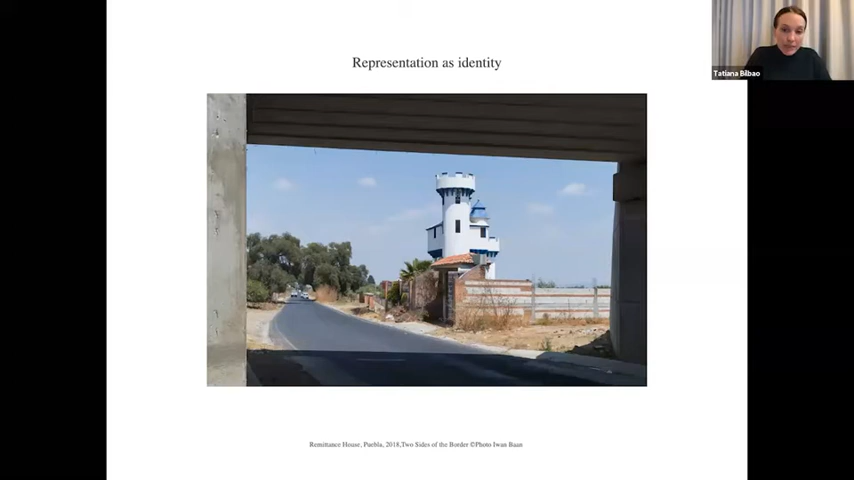 Representation as identity
Tatiana Bilbao
Remittance House, Puebla, 2018,Two Sides of the Border ©Photo Iwan Baan